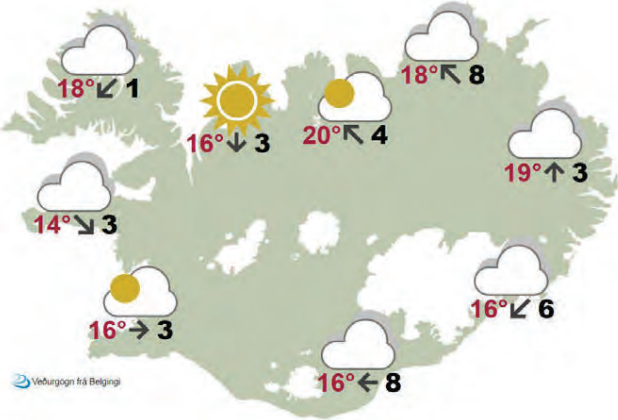 18° ↖ 8
18° ↙ 1
16° ↓ 3
20° ↖ 4
19° ↑ 3
14° ↘ 3
16° → 3
16° ↙ 6
16° ← 8
Veðurgögn frá Belgingi